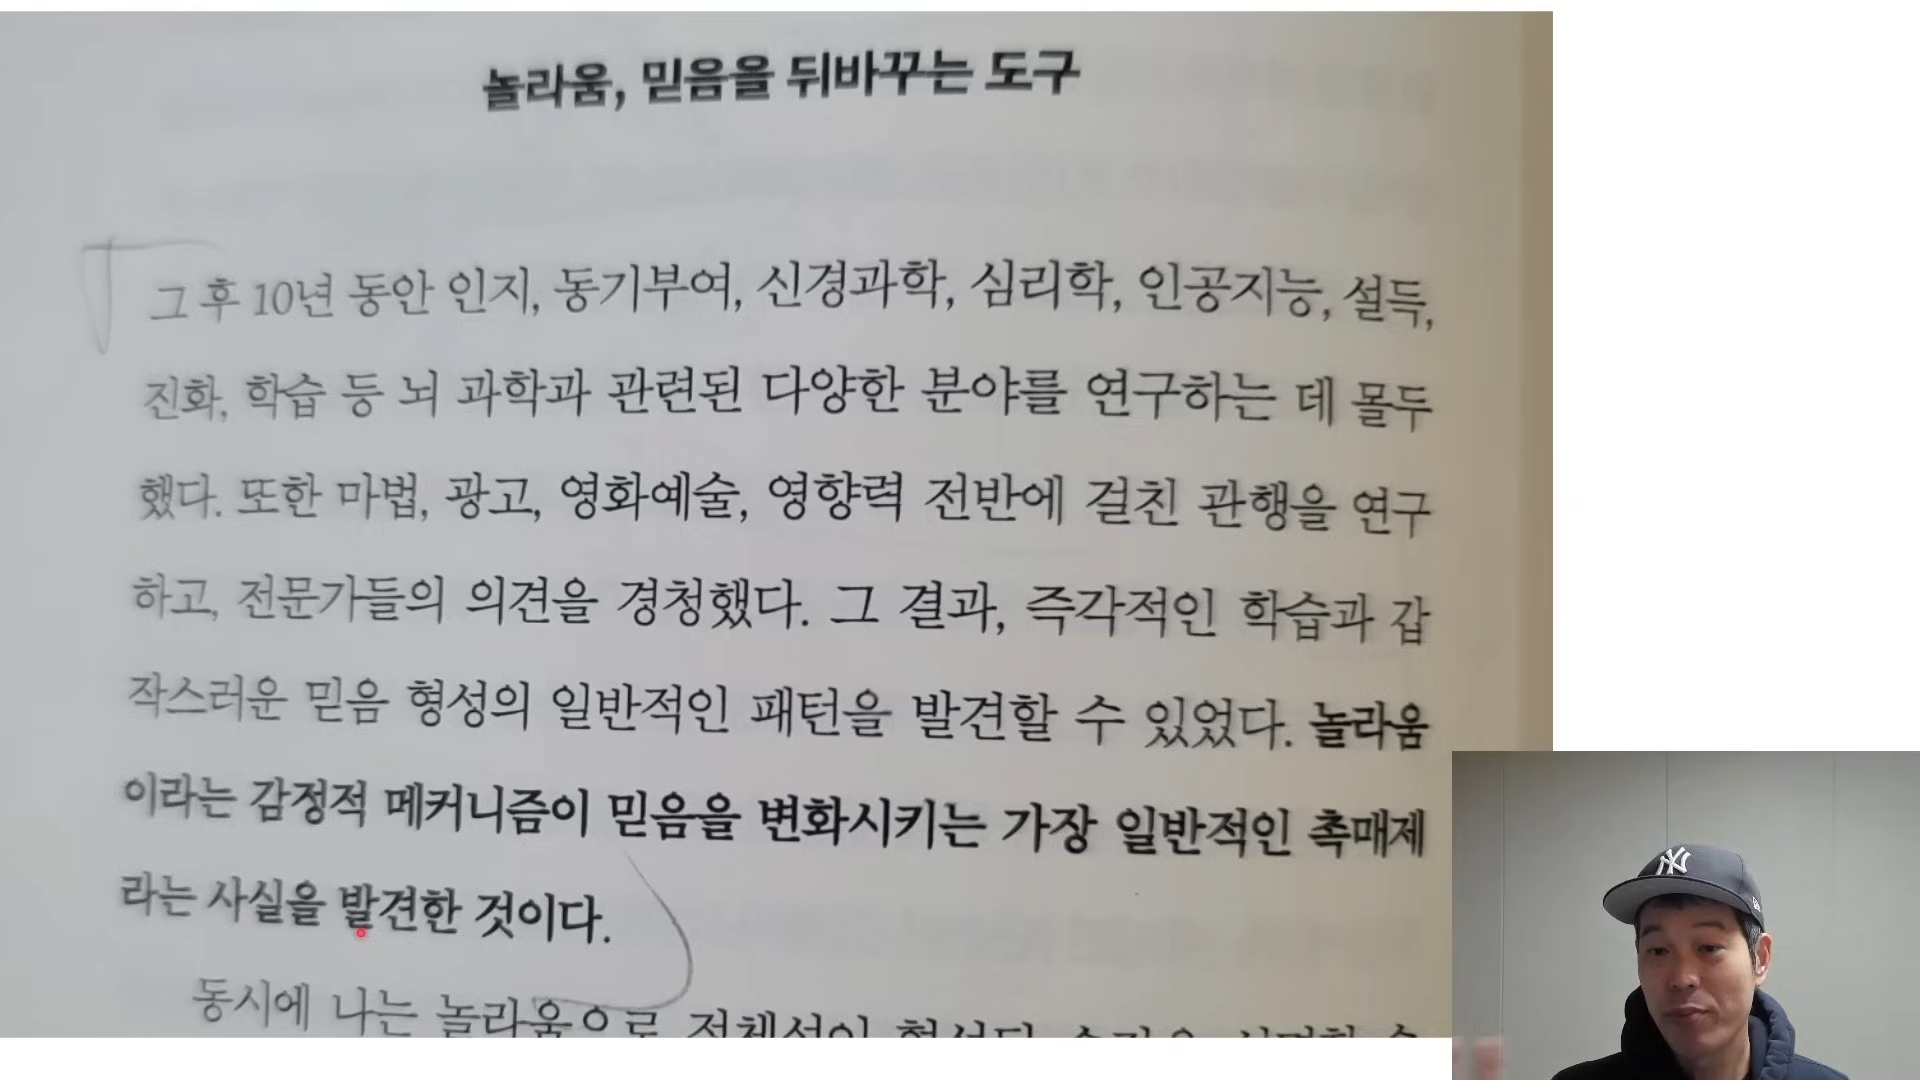 놀라움, 믿음을 뒤바꾸는 도구
그 후 10년 동안 인지, 동기부여, 신경과학, 심리학, 인공지능, 설득,
진화, 학습 등 뇌 과학과 관련된 다양한 분야를 연구하는 데 몰두
했다. 또한 마법, 광고, 영화예술, 영향력 전반에 걸친 관행을 연구
하고, 전문가들의 의견을 경청했다. 그 결과, 즉각적인 학습과 갑
작스러운 믿음 형성의 일반적인 패턴을 발견할 수 있었다. 놀라움
이라는 감정적 메커니즘이 믿음을 변화시키는 가장 일반적인 촉매제
라는 사실을 발견한 것이다.
동시에 나는 놀라움으로
NY